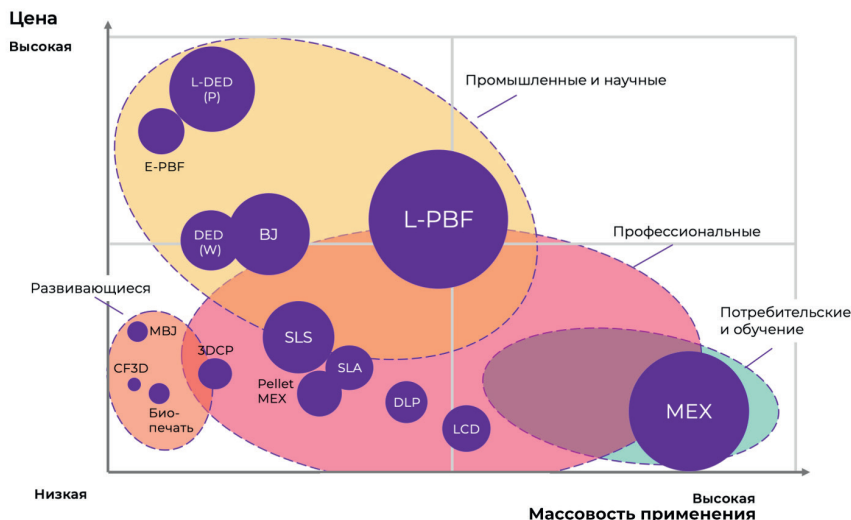 Цена
Высокая
L-DED
(P)
Промышленные и научные
E-PBF
L-PBF
DED
(W)
BJ
Профессиональные
Развивающиеся
Потребительские
и обучение
MBJ
3DCP
SLS
CF3D
SLA
Pellet
MEX
Био-
печать
DLP
MEX
LCD
Низкая
Высокая
Массовость применения